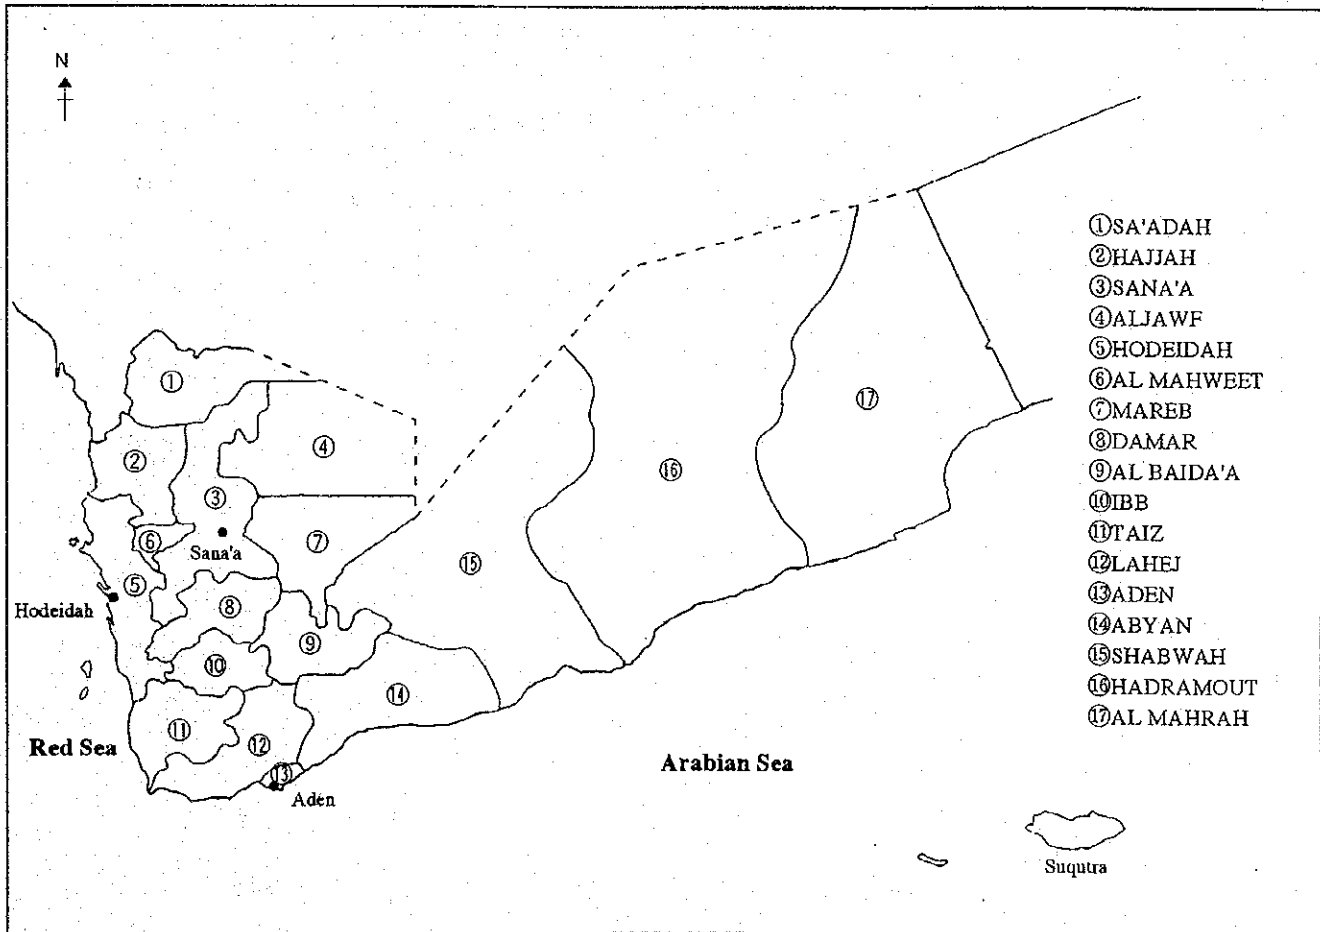 N
①SA'ADAH
②HAJJAH
③SANA'A
④ALJAWF
⑤HODEIDAH
⑥AL MAHWEET
⑦MAREB
⑧DAMAR
⑨AL BAIDA'A
⑩IBB
⑪TAIZ
⑫LAHEJ
⑬ADEN
⑭ABYAN
⑮SHABWAH
⑯HADRAMOUT
⑰AL MAHRAH
①
②
③
④
⑤
⑥
⑦
⑧
⑨
⑩
⑪
⑫
⑬
⑭
⑮
⑯
⑰
Sana'a
Hodeidah
Red Sea
Aden
Arabian Sea
Suqutra